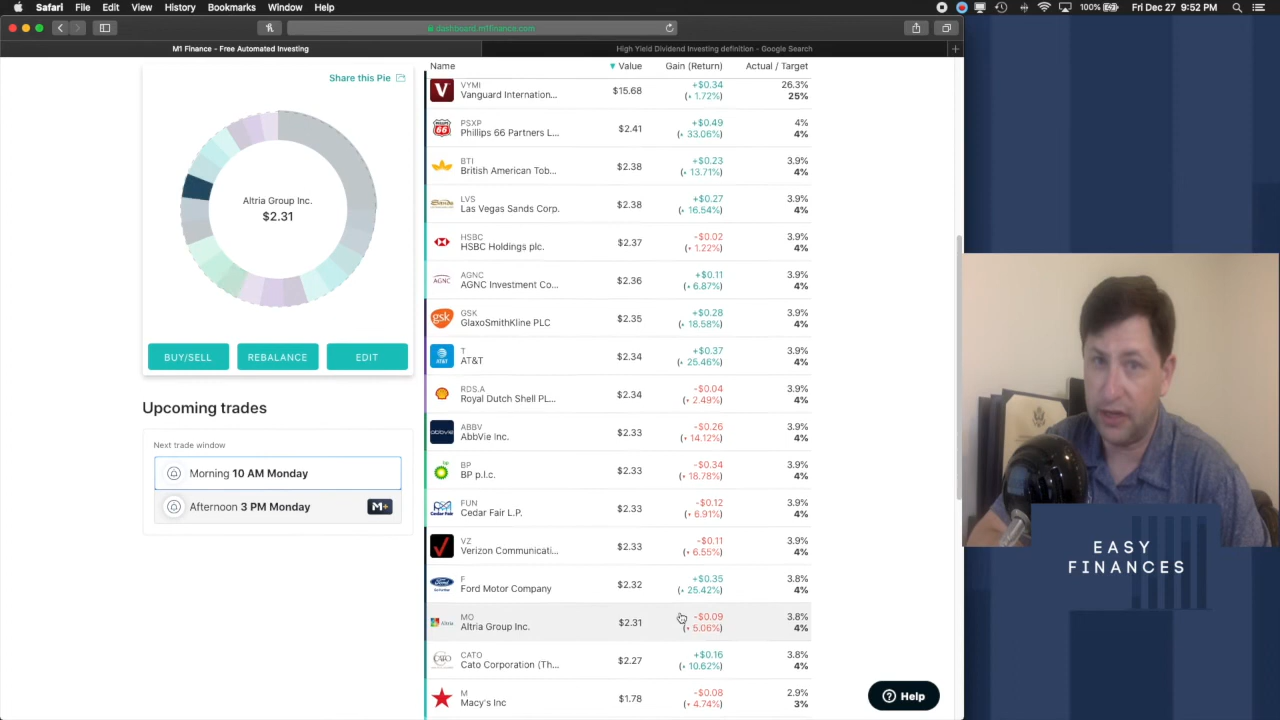 Safari File Edit View History Bookmarks Window Help
100% Fri Dec 27 9:52 PM
dashboard.m1finance.com
M1 Finance - Free Automated Investing
High Yield Dividend Investing definition - Google Search
Share this Pie
Altria Group Inc.
$2.31
BUY/SELL REBALANCE EDIT
Upcoming trades
Next trade window
Morning 10 AM Monday
Afternoon 3 PM Monday M+
Name Value Gain (Return) Actual / Target
VYMI +$0.34 26.3%
Vanguard Internation... $15.68 1.72% 25%
PSXP +$0.49 4%
Phillips 66 Partners L... $2.41 33.06% 4%
BTI +$0.23 3.9%
British American Tob... $2.38 13.71% 4%
LVS +$0.27 3.9%
Las Vegas Sands Corp. $2.38 16.54% 4%
HSBC -$0.02 3.9%
HSBC Holdings plc. $2.37 1.22% 4%
AGNC +$0.11 3.9%
AGNC Investment Co... $2.36 6.87% 4%
GSK +$0.28 3.9%
GlaxoSmithKline PLC $2.35 18.58% 4%
T +$0.37 3.9%
AT&T $2.34 25.46% 4%
RDS.A -$0.04 3.9%
Royal Dutch Shell PL... $2.34 2.49% 4%
ABBV -$0.26 3.9%
AbbVie Inc. $2.33 14.12% 4%
BP -$0.34 3.9%
BP p.l.c. $2.33 18.78% 4%
FUN -$0.12 3.9%
Cedar Fair L.P. $2.33 6.91% 4%
VZ -$0.11 3.9%
Verizon Communicati... $2.33 6.55% 4%
F +$0.35 3.8%
Ford Motor Company $2.32 25.42% 4%
MO -$0.09 3.8%
Altria Group Inc. $2.31 5.06% 4%
CATO +$0.16 3.8%
Cato Corporation (Th... $2.27 10.62% 4%
M -$0.08 2.9%
Macy's Inc $1.78 4.74% 3%
Help
EASY
FINANCES